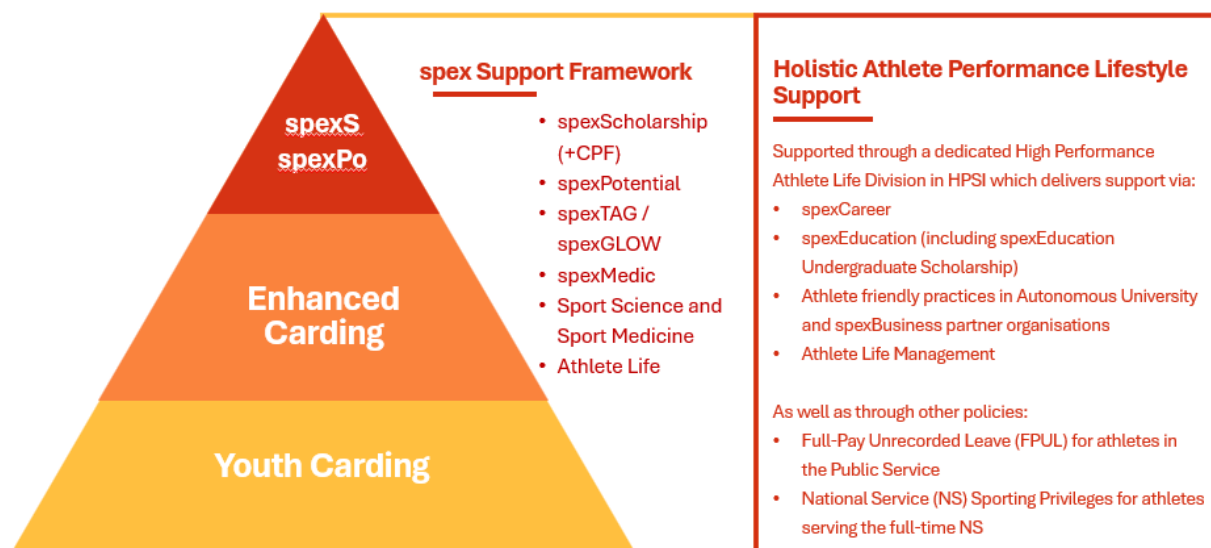 spexS
spexPo
Enhanced
Carding
Youth Carding
spex Support Framework
• spexScholarship
(+CPF)
• spexPotential
• spexTAG /
spexGLOW
• spexMedic
• Sport Science and
Sport Medicine
• Athlete Life
Holistic Athlete Performance Lifestyle
Support
Supported through a dedicated High Performance
Athlete Life Division in HPSI which delivers support via:
• spexCareer
• spexEducation (including spexEducation
Undergraduate Scholarship)
• Athlete friendly practices in Autonomous University
and spexBusiness partner organisations
• Athlete Life Management
As well as through other policies:
• Full-Pay Unrecorded Leave (FPUL) for athletes in
the Public Service
• National Service (NS) Sporting Privileges for athletes
serving the full-time NS